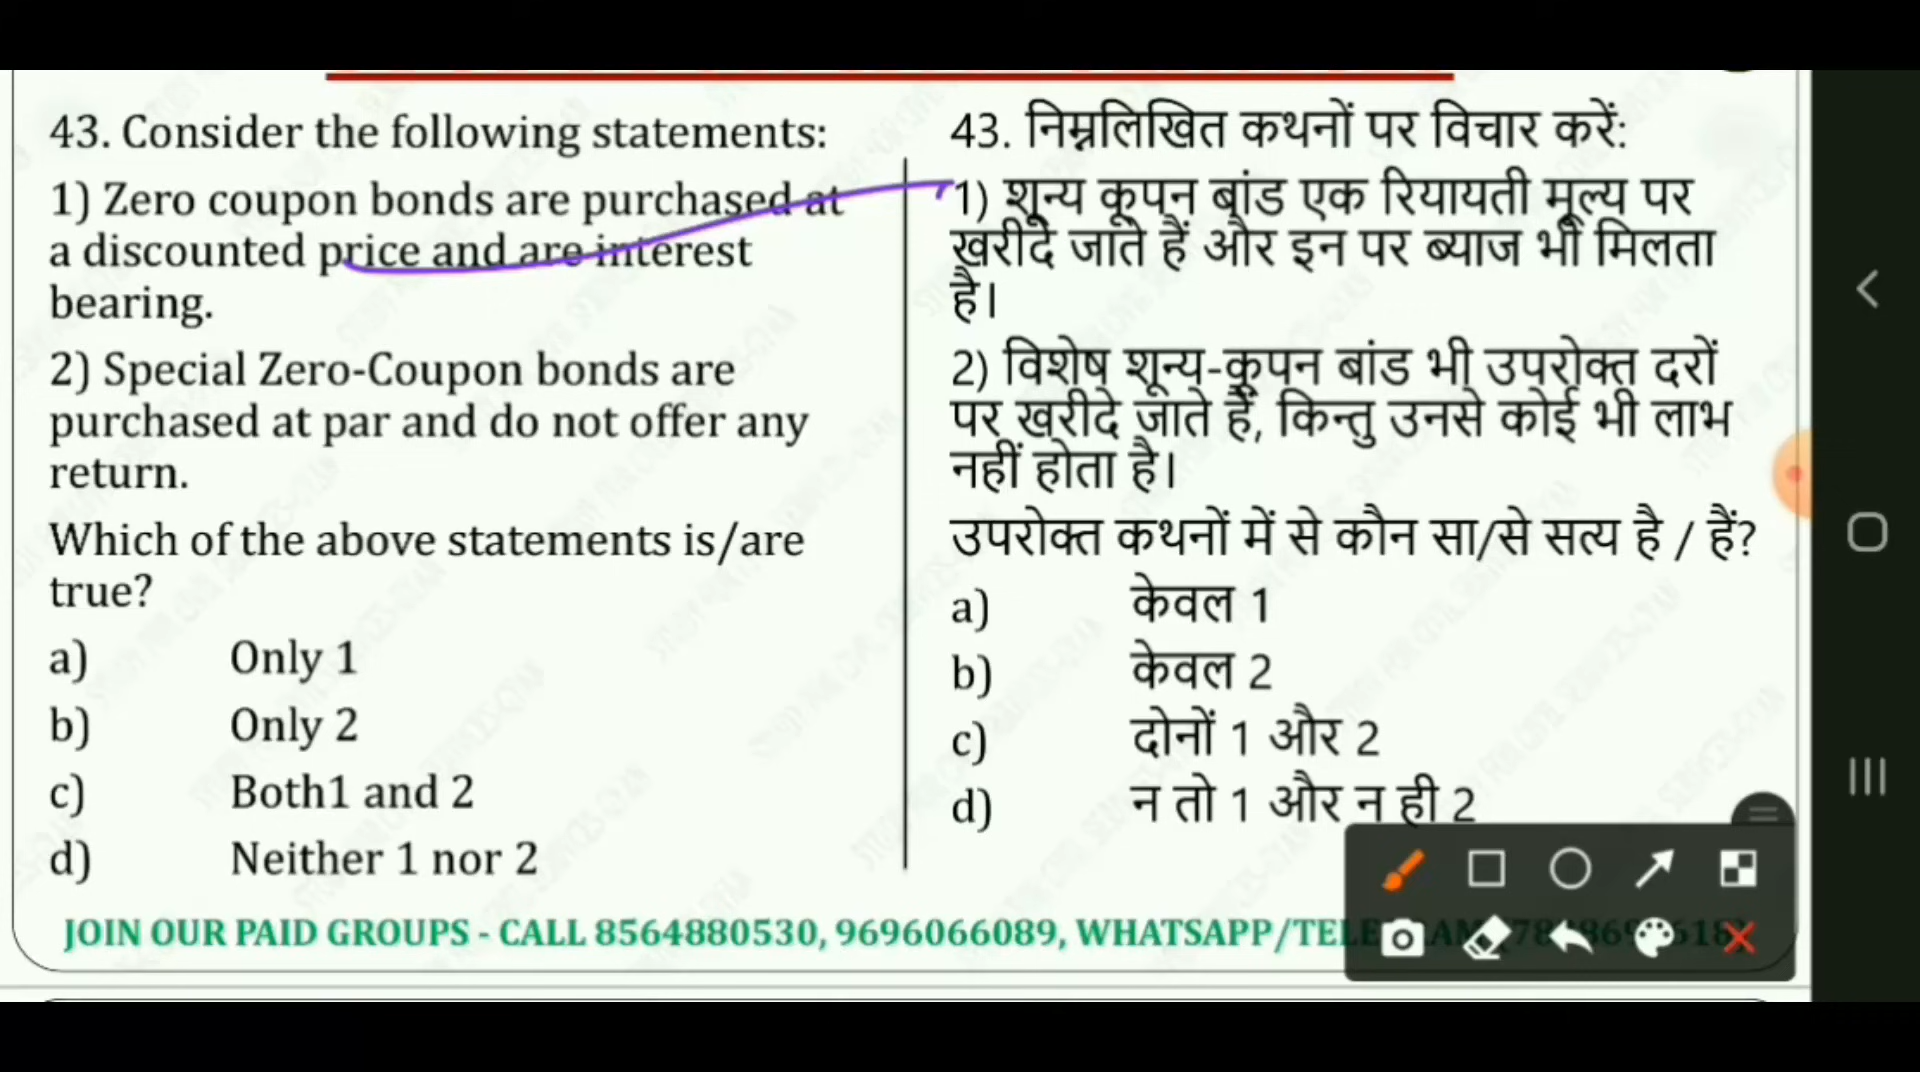 43. Consider the following statements:
1) Zero coupon bonds are purchased at
a discounted price and are interest
bearing.
2) Special Zero-Coupon bonds are
purchased at par and do not offer any
return.
Which of the above statements is/are
true?
a) Only 1
b) Only 2
c) Both1 and 2
d) Neither 1 nor 2
43. निम्नलिखित कथनों पर विचार करें:
1) शून्य कूपन बांड एक रियायती मूल्य पर
खरीदे जाते हैं और इन पर ब्याज भी मिलता
है।
2) विशेष शून्य-कूपन बांड भी उपरोक्त दरों
पर खरीदे जाते हैं, किन्तु उनसे कोई भी लाभ
नहीं होता है।
उपरोक्त कथनों में से कौन सा/से सत्य है / हैं?
a) केवल 1
b) केवल 2
c) दोनों 1 और 2
d) न तो 1 और न ही 2
JOIN OUR PAID GROUPS - CALL 8564880530, 9696066089, WHATSAPP/TELE